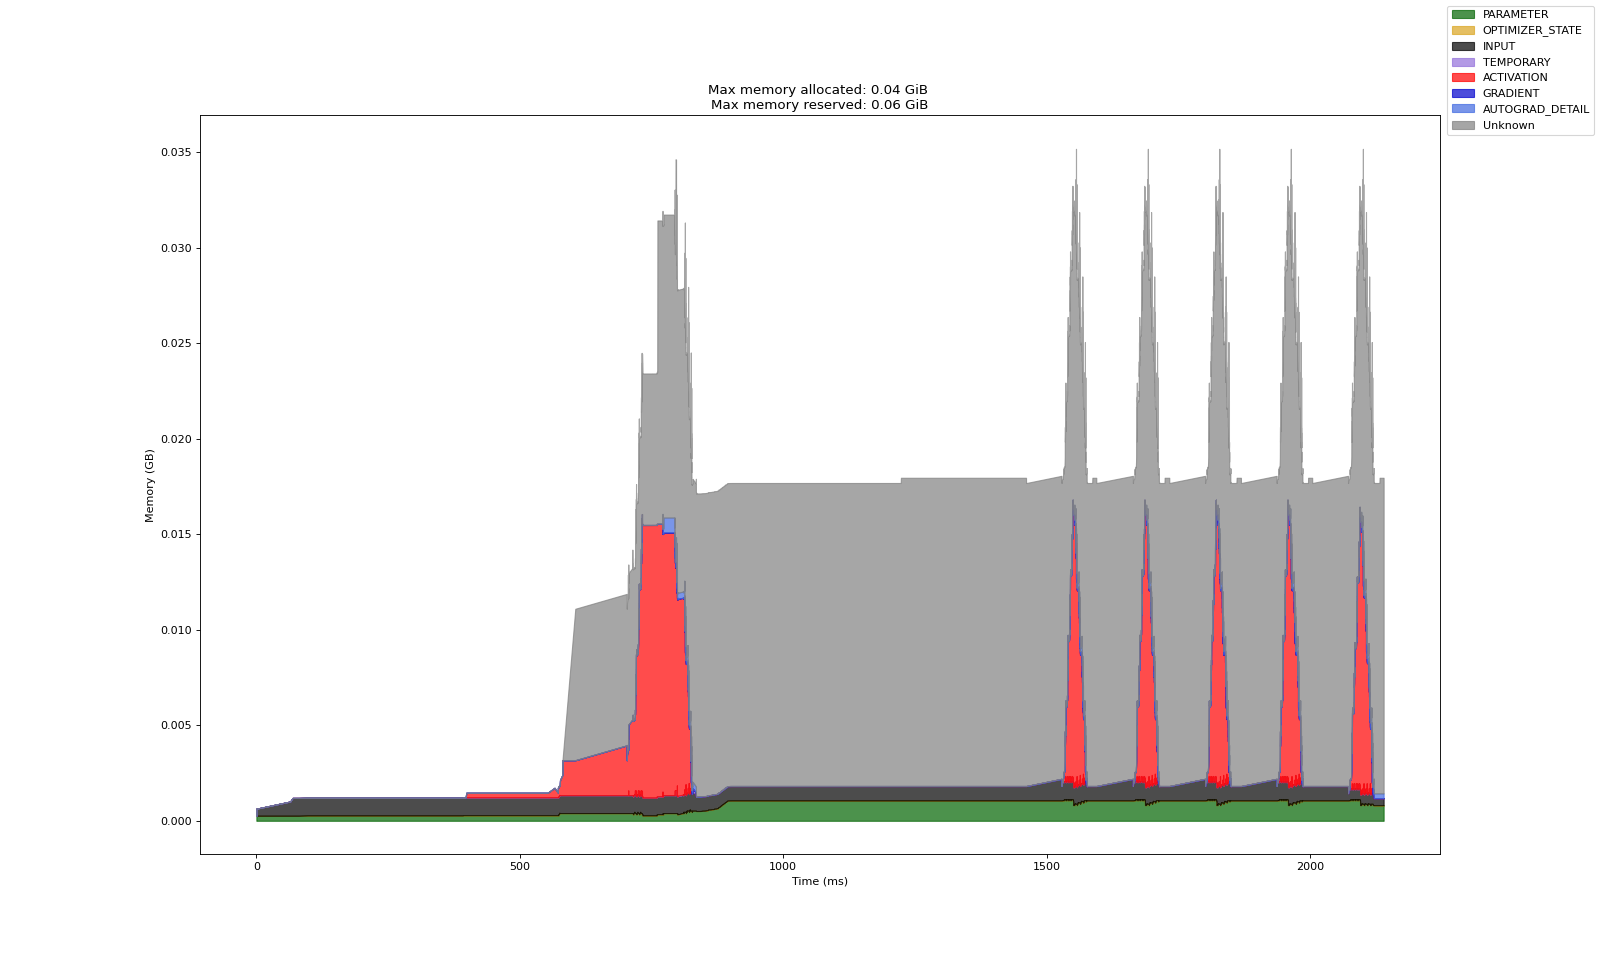 PARAMETER
OPTIMIZER_STATE
INPUT
TEMPORARY
ACTIVATION
GRADIENT
AUTOGRAD_DETAIL
Unknown
Max memory allocated: 0.04 GiB
Max memory reserved: 0.06 GiB
0.035
0.030
0.025
0.020
0.015
0.010
0.005
0.000
Memory (GB)
0 500 1000 1500 2000
Time (ms)